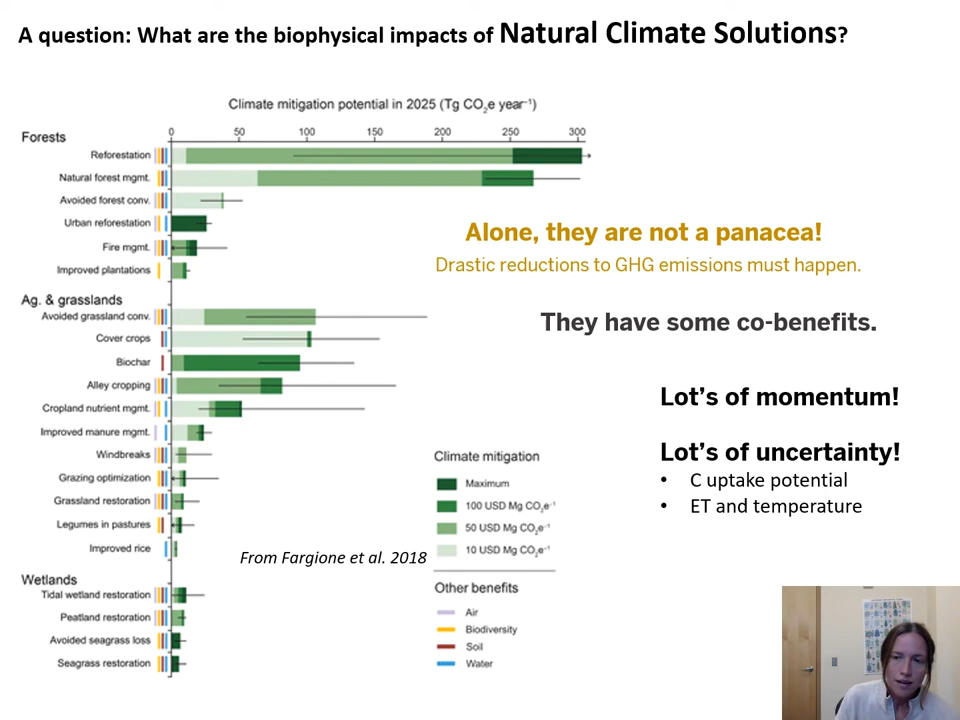 A question: What are the biophysical impacts of Natural Climate Solutions?
Climate mitigation potential in 2025 (Tg CO₂e year⁻¹)
0 50 100 150 200 250 300
Forests
Reforestation
Natural forest mgmt.
Avoided forest conv.
Urban reforestation
Fire mgmt.
Improved plantations
Ag. & grasslands
Avoided grassland conv.
Cover crops
Biochar
Alley cropping
Cropland nutrient mgmt.
Improved manure mgmt.
Windbreaks
Grazing optimization
Grassland restoration
Legumes in pastures
Improved rice
Wetlands
Tidal wetland restoration
Peatland restoration
Avoided seagrass loss
Seagrass restoration
From Fargione et al. 2018
Climate mitigation
Maximum
100 USD Mg CO₂e⁻¹
50 USD Mg CO₂e⁻¹
10 USD Mg CO₂e⁻¹
Other benefits
Air
Biodiversity
Soil
Water
Alone, they are not a panacea!
Drastic reductions to GHG emissions must happen.
They have some co-benefits.
Lot's of momentum!
Lot's of uncertainty!
• C uptake potential
• ET and temperature